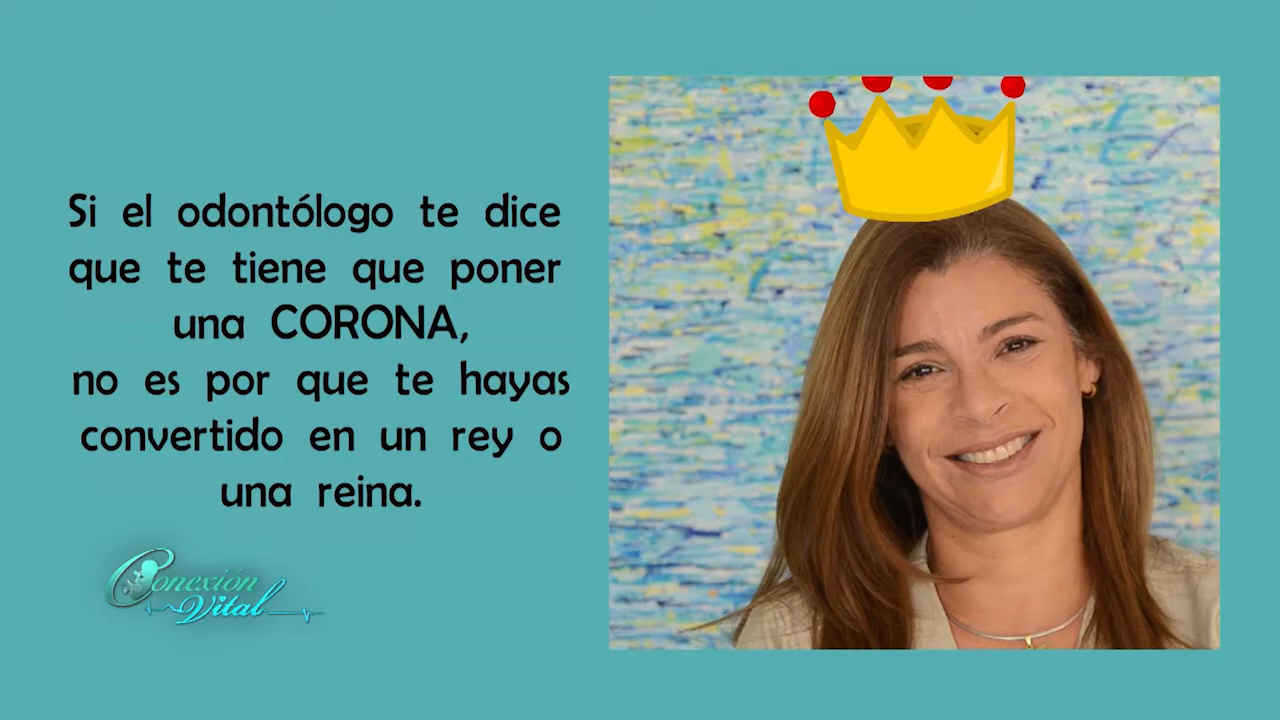 Si el odontólogo te dice
que te tiene que poner
una CORONA,
no es por que te hayas
convertido en un rey o
una reina.
Conexión
Vital